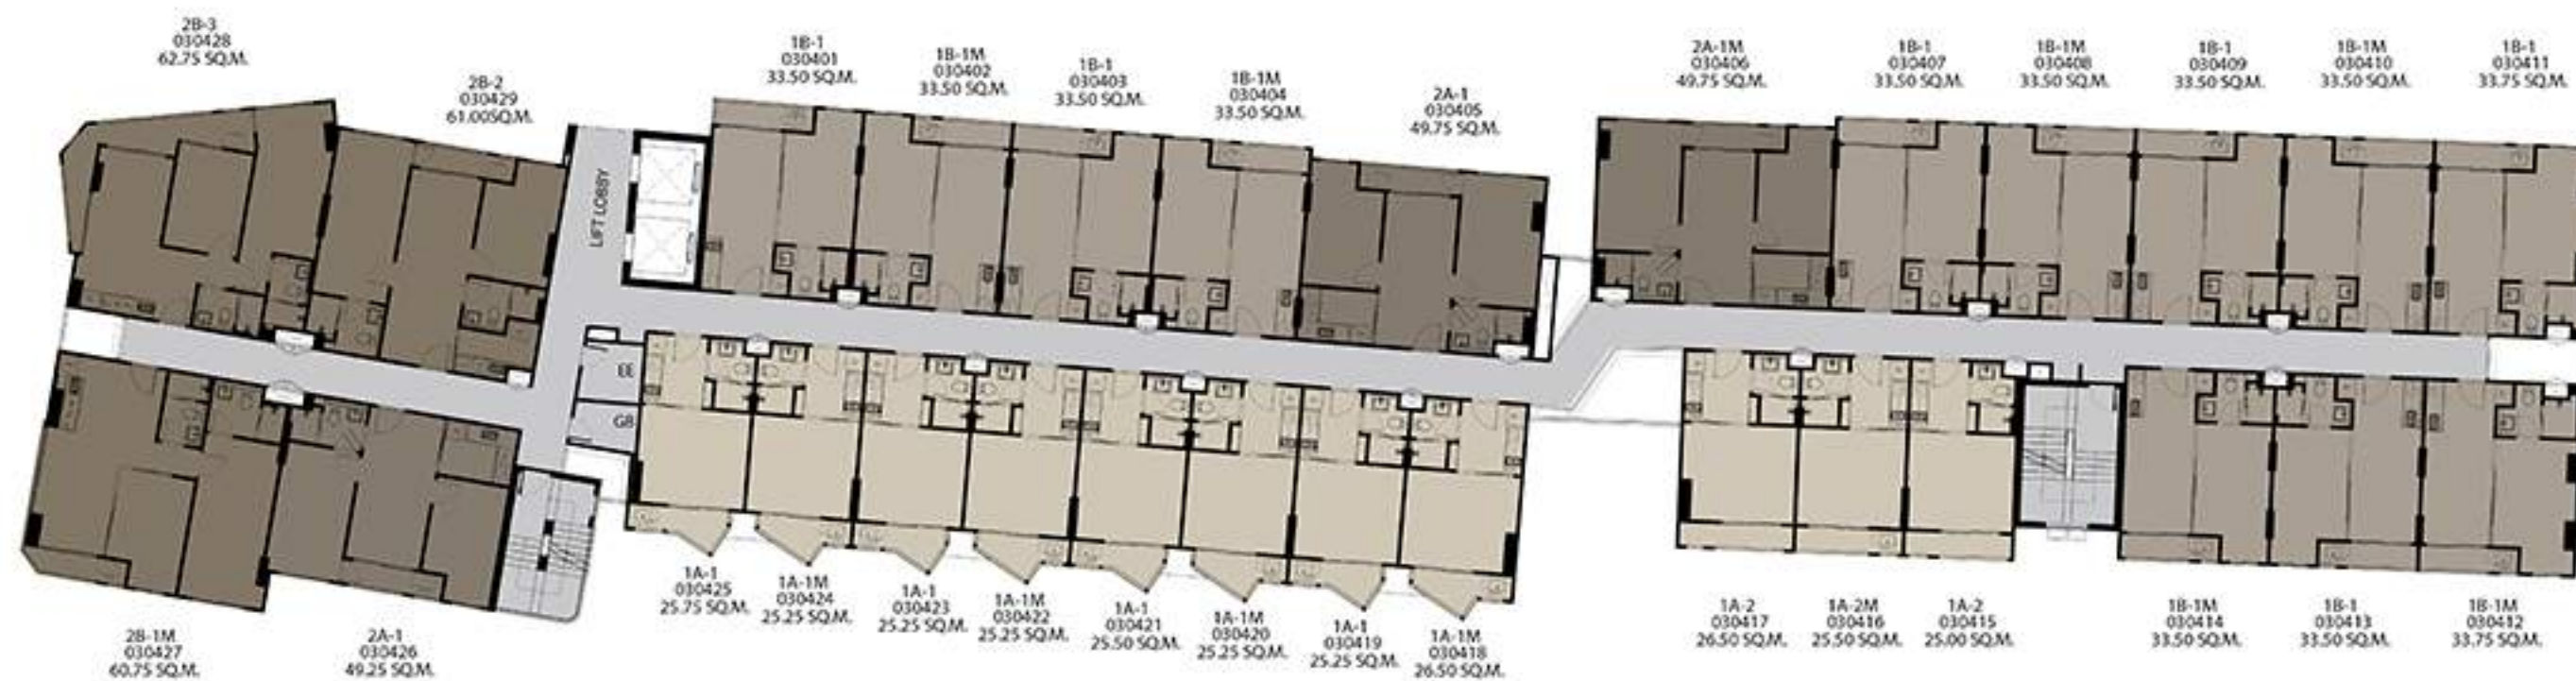 2B-3
030428
62.75 SQ.M.
2B-2
030429
61.00SQ.M.
1B-1
030401
33.50 SQ.M.
1B-1M
030402
33.50 SQ.M.
1B-1
030403
33.50 SQ.M.
1B-1M
030404
33.50 SQ.M.
2A-1
030405
49.75 SQ.M.
2A-1M
030406
49.75 SQ.M.
1B-1
030407
33.50 SQ.M.
1B-1M
030408
33.50 SQ.M.
1B-1
030409
33.50 SQ.M.
1B-1M
030410
33.50 SQ.M.
1B-1
030411
33.75 SQ.M.
LIFT LOBBY
EE
GB
2B-1M
030427
60.75 SQ.M.
2A-1
030426
49.25 SQ.M.
1A-1
030425
25.75 SQ.M.
1A-1M
030424
25.25 SQ.M.
1A-1
030423
25.25 SQ.M.
1A-1M
030422
25.25 SQ.M.
1A-1
030421
25.50 SQ.M.
1A-1M
030420
25.25 SQ.M.
1A-1
030419
25.25 SQ.M.
1A-1M
030418
26.50 SQ.M.
1A-2
030417
26.50 SQ.M.
1A-2M
030416
25.50 SQ.M.
1A-2
030415
25.00 SQ.M.
1B-1M
030414
33.50 SQ.M.
1B-1
030413
33.50 SQ.M.
1B-1M
030412
33.75 SQ.M.